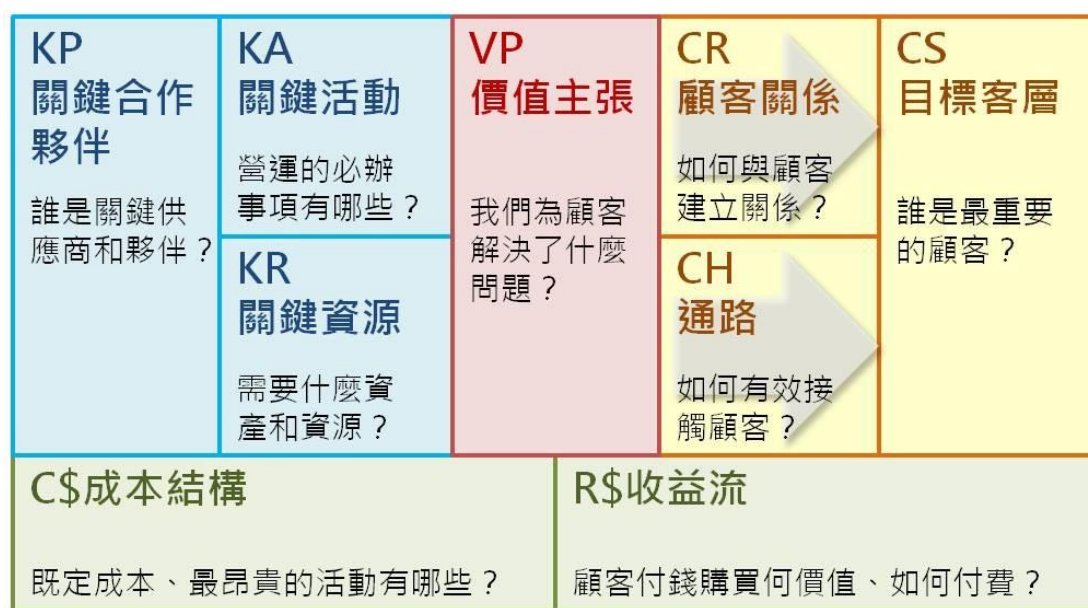 KP
關鍵合作
夥伴
誰是關鍵供
應商和夥伴？
KA
關鍵活動
營運的必辦
事項有哪些？
KR
關鍵資源
需要什麼資
產和資源？
VP
價值主張
我們為顧客
解決了什麼
問題？
CR
顧客關係
如何與顧客
建立關係？
CH
通路
如何有效接
觸顧客？
CS
目標客層
誰是最重要
的顧客？
C$成本結構
既定成本、最昂貴的活動有哪些？
R$收益流
顧客付錢購買何價值、如何付費？